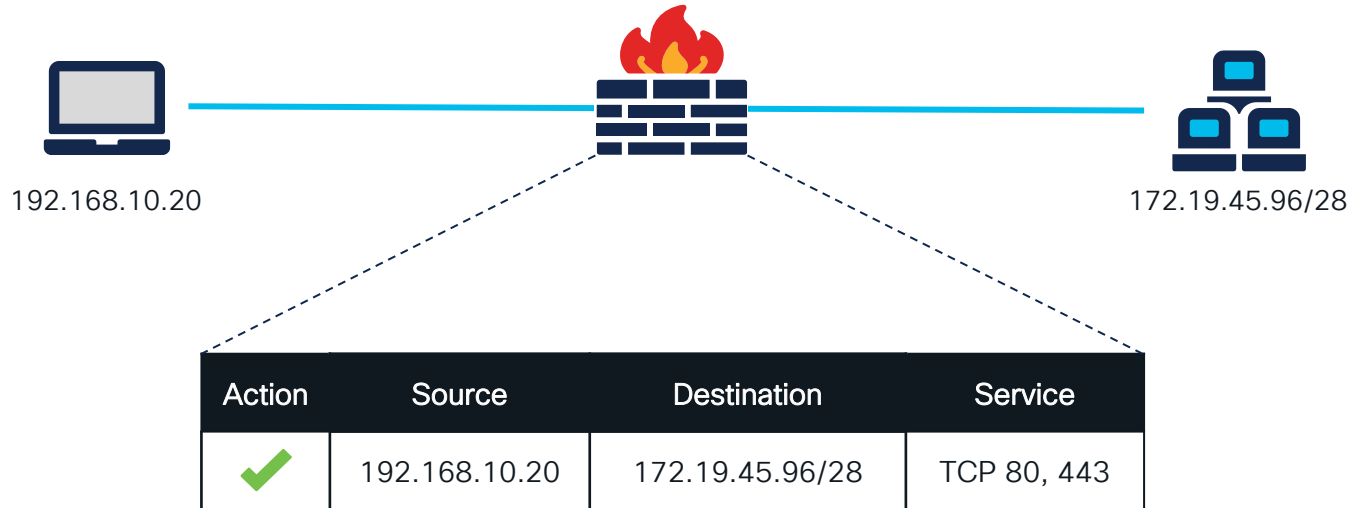 192.168.10.20
172.19.45.96/28
Action Source Destination Service
192.168.10.20 172.19.45.96/28 TCP 80, 443